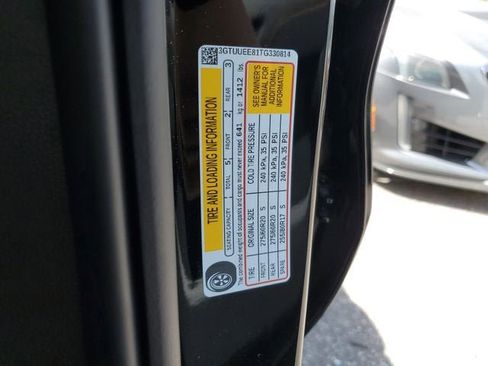 3GTUUEE81TG330814
TIRE AND LOADING INFORMATION
SEATING CAPACITY TOTAL 5 FRONT 2 REAR 3
The combined weight of occupants and cargo must never exceed 641 kg or 1412 lbs.
TIRE ORIGINAL SIZE COLD TIRE PRESSURE
FRONT 275/60R20 S 240 kPa, 35 PSI
REAR 275/60R20 S 240 kPa, 35 PSI
SPARE 255/80R17 S 240 kPa, 35 PSI
SEE OWNER'S
MANUAL FOR
ADDITIONAL
INFORMATION